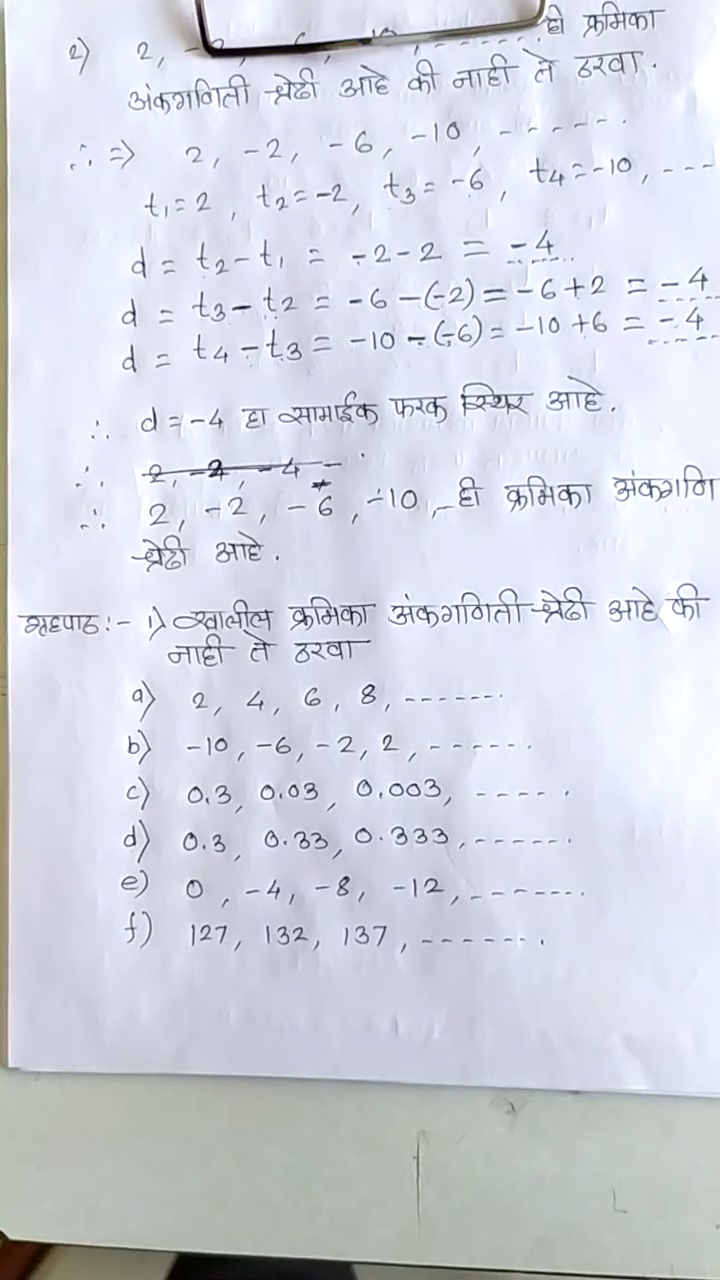 2) 2, ------ ही क्रमिका
अंकगणिती श्रेढी आहे की नाही ते ठरवा.
∴ ⇒ 2, -2, -6, -10, ------.
t₁=2, t₂=-2, t₃=-6, t₄=-10, ---
d = t₂-t₁ = -2-2 = -4
d = t₃-t₂ = -6-(-2) = -6+2 = -4
d = t₄-t₃ = -10-(-6) = -10+6 = -4
∴ d=-4 हा सामाईक फरक स्थिर आहे.
∴ 2, -2, -4 -
∴ 2, -2, -6, -10, - ही क्रमिका अंकगणि
श्रेढी आहे.
गृहपाठ:- 1) खालील क्रमिका अंकगणिती श्रेढी आहे की
नाही ते ठरवा
a) 2, 4, 6, 8, -------
b) -10, -6, -2, 2, ------.
c) 0.3, 0.03, 0.003, ----- .
d) 0.3, 0.33, 0.333, ------.
e) 0, -4, -8, -12, -------.
f) 127, 132, 137, ------- .